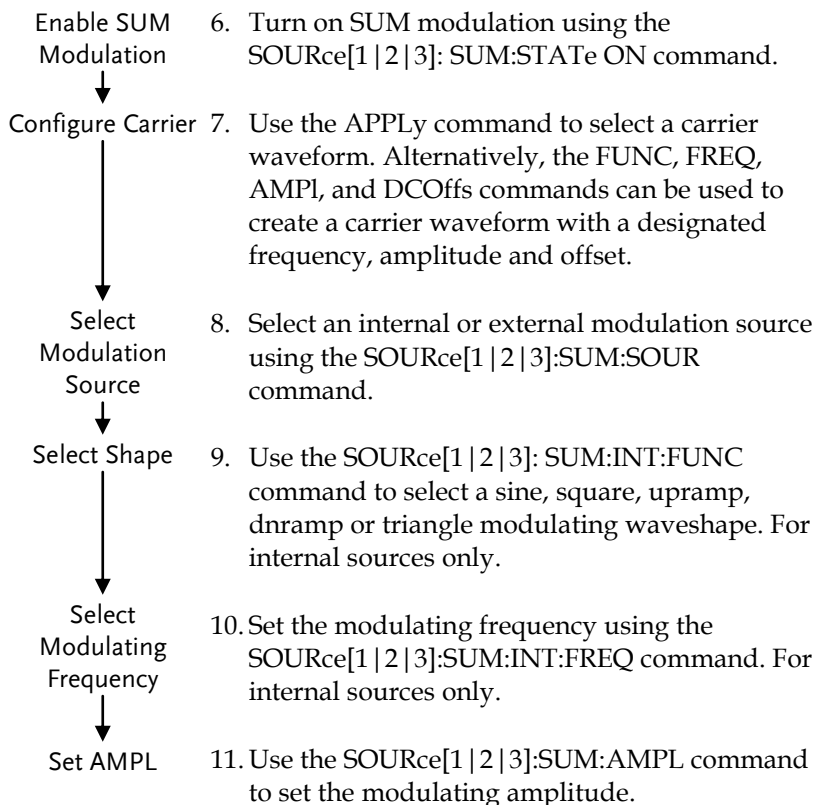 Enable SUM
Modulation
6. Turn on SUM modulation using the
SOURce[1|2|3]: SUM:STATe ON command.
Configure Carrier
7. Use the APPLy command to select a carrier
waveform. Alternatively, the FUNC, FREQ,
AMPl, and DCOffs commands can be used to
create a carrier waveform with a designated
frequency, amplitude and offset.
Select
Modulation
Source
8. Select an internal or external modulation source
using the SOURce[1|2|3]:SUM:SOUR
command.
Select Shape
9. Use the SOURce[1|2|3]: SUM:INT:FUNC
command to select a sine, square, upramp,
dnramp or triangle modulating waveshape. For
internal sources only.
Select
Modulating
Frequency
10. Set the modulating frequency using the
SOURce[1|2|3]:SUM:INT:FREQ command. For
internal sources only.
Set AMPL
11. Use the SOURce[1|2|3]:SUM:AMPL command
to set the modulating amplitude.